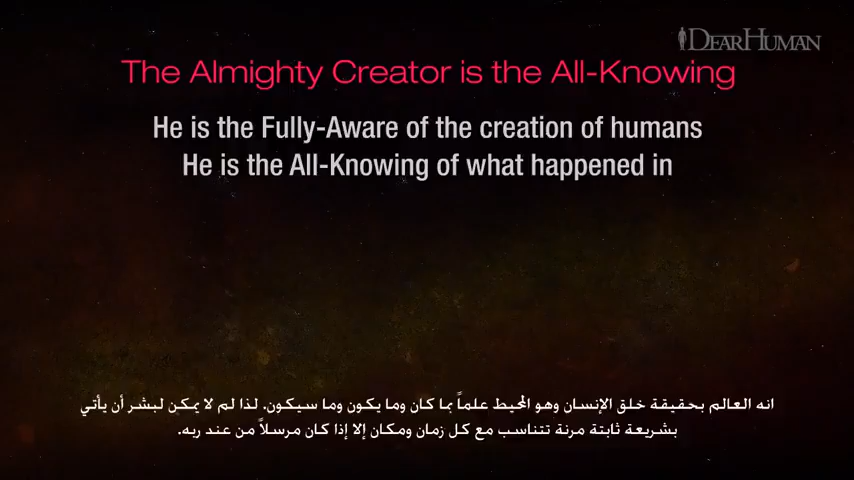 DEARHUMAN
The Almighty Creator is the All-Knowing
He is the Fully-Aware of the creation of humans
He is the All-Knowing of what happened in
انه العالم بحقيقة خلق الإنسان وهو المحيط علماً بما كان وما يكون وما سيكون. لذا لم لا يمكن لبشر أن يأتي
بشريعة ثابتة مرنة تتناسب مع كل زمان ومكان إلا إذا كان مرسلاً من عند ربه.